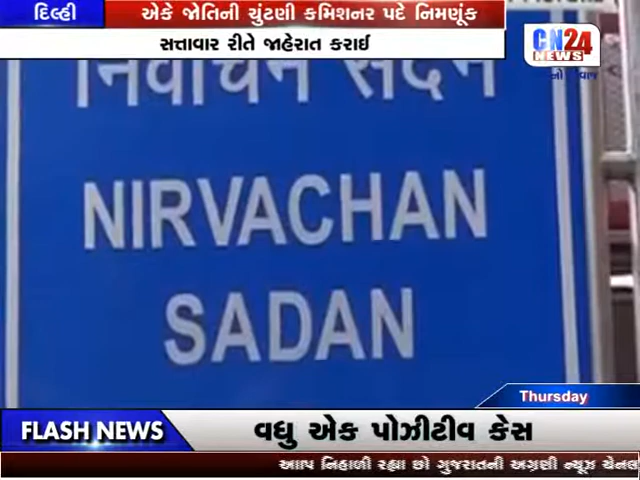 દિલ્હી
એકે જોતિની ચુંટણી કમિશનર પદે નિમણૂંક
સત્તાવાર રીતે જાહેરાત કરાઈ
CN24
NEWS
निर्वाचन सदन
NIRVACHAN
SADAN
Thursday
FLASH NEWS
વધુ એક પોઝીટીવ કેસ
આપ નિહાળી રહ્યા છો ગુજરાતની અગ્રણી ન્યૂઝ ચેનલ